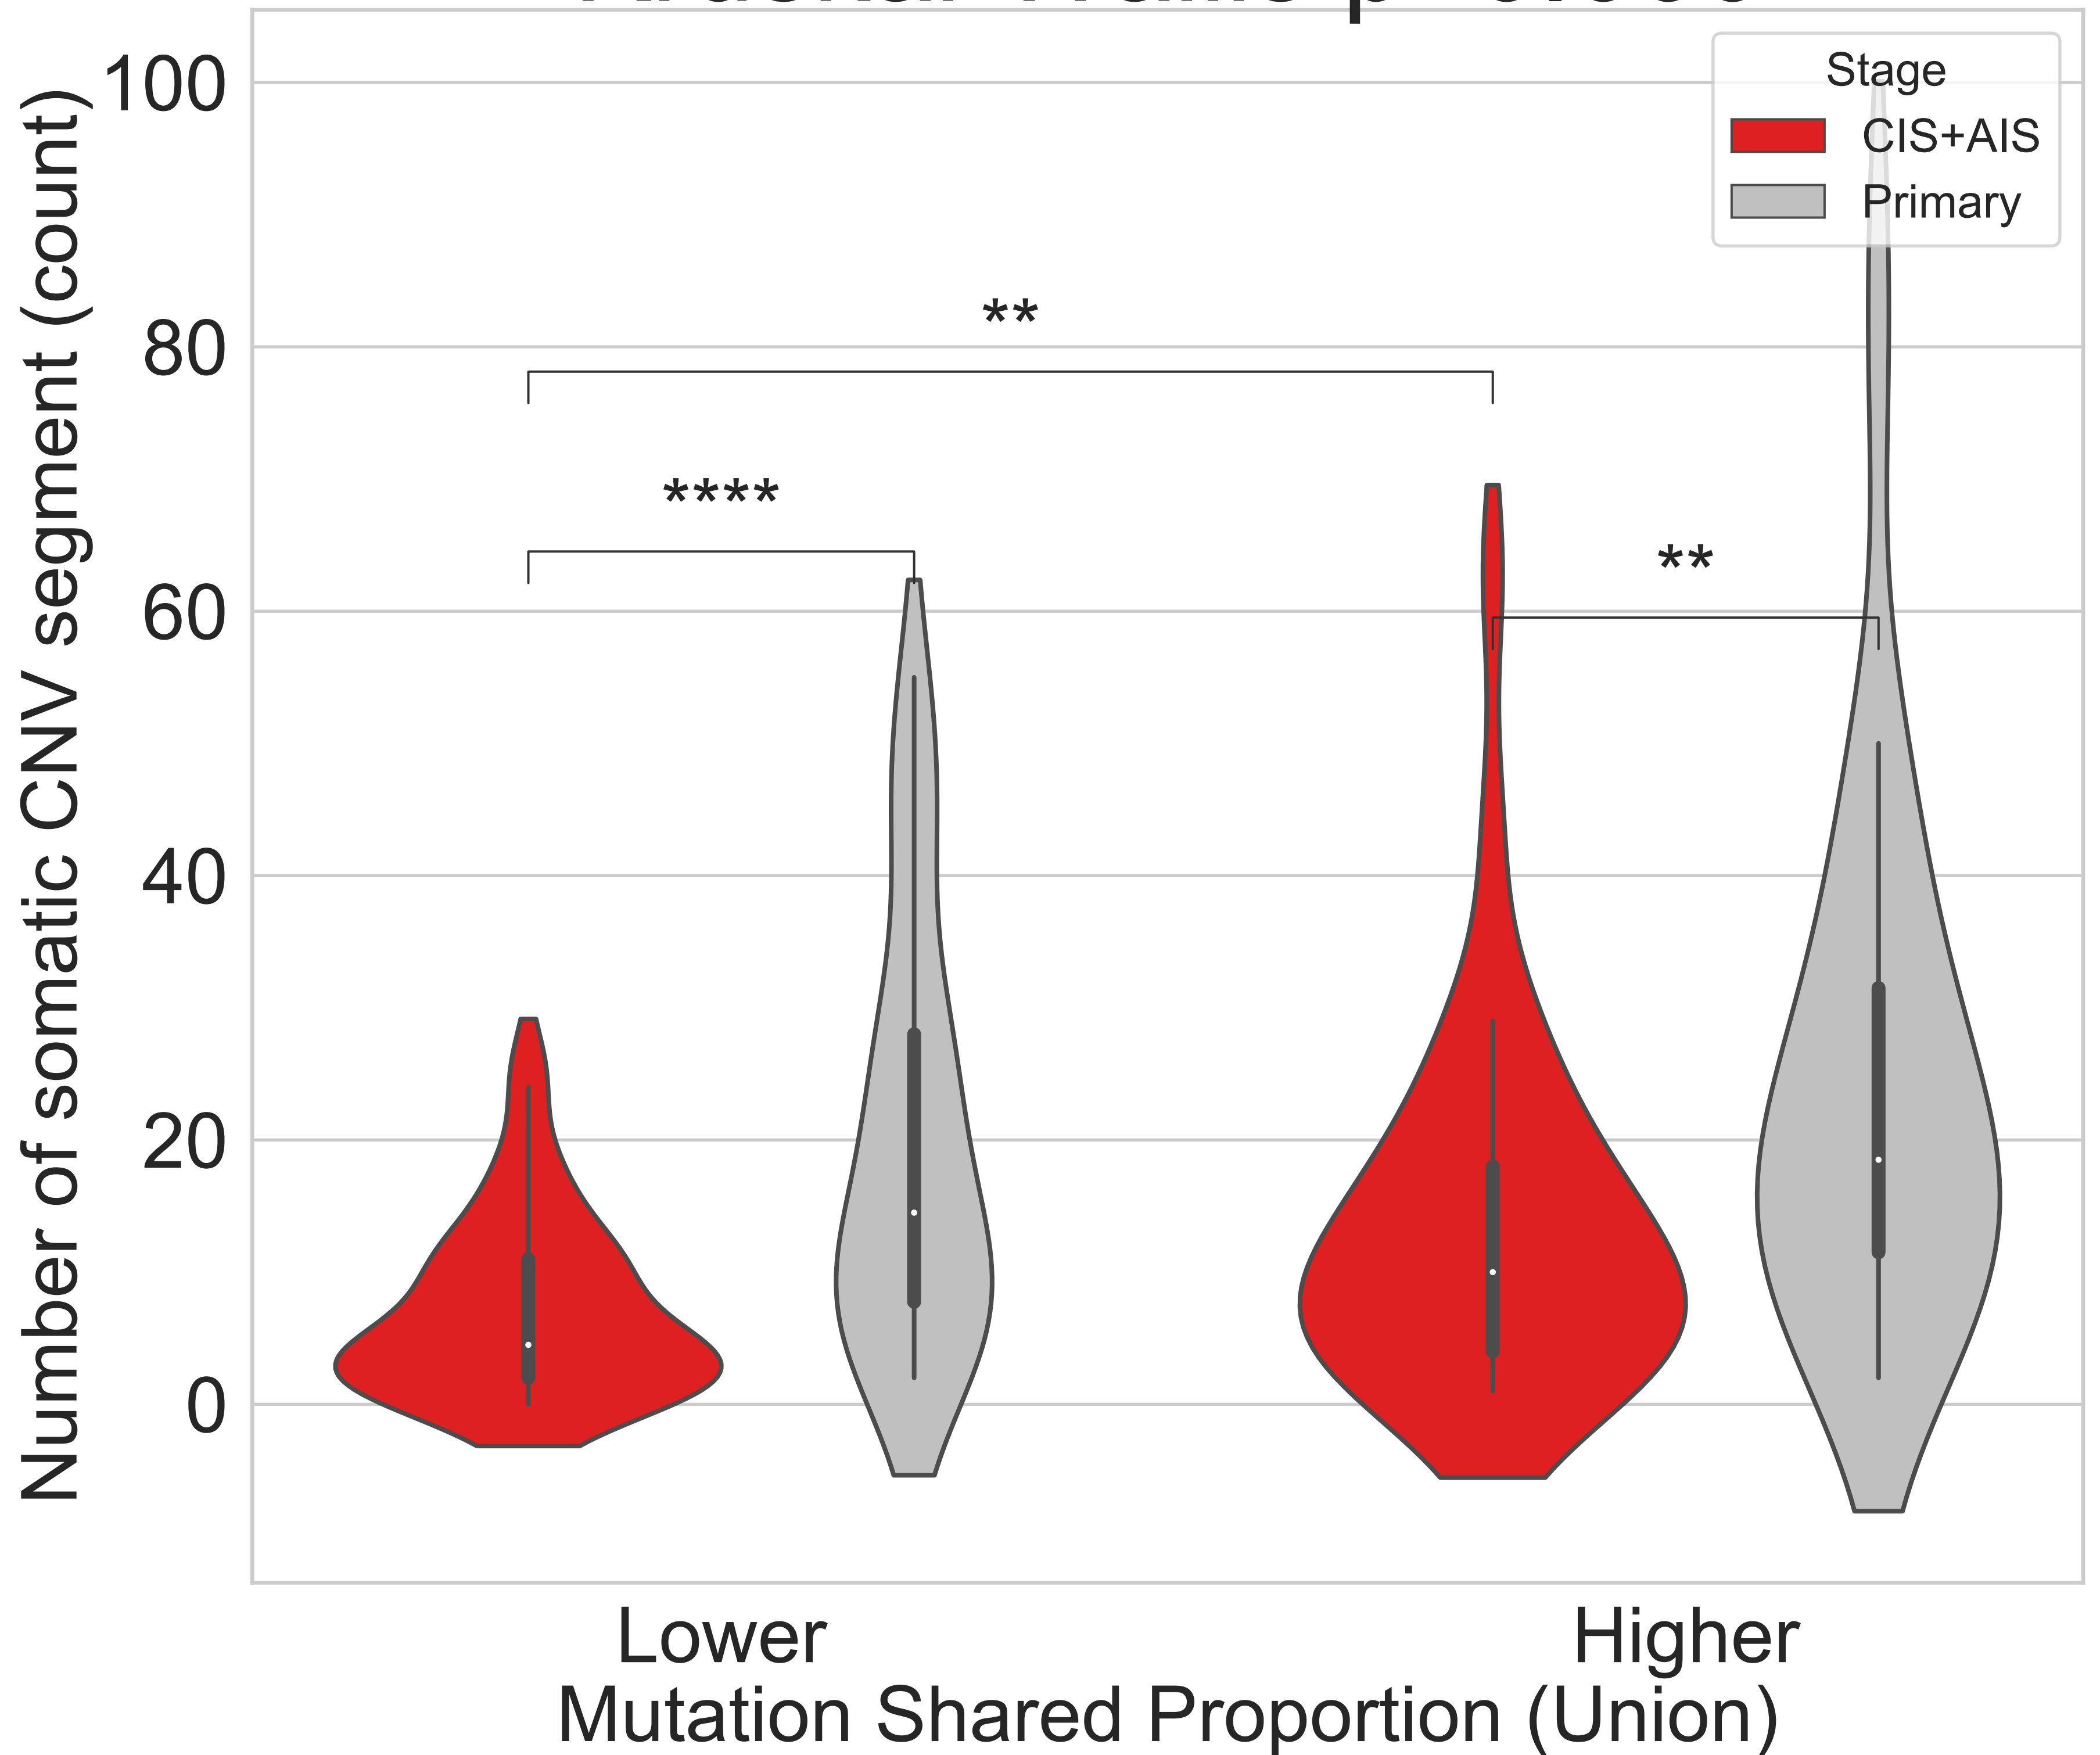 Number of somatic CNV segment (count)
100
80
60
40
20
0
Stage
CIS+AIS
Primary
**
****
**
Lower
Higher
Mutation Shared Proportion (Union)